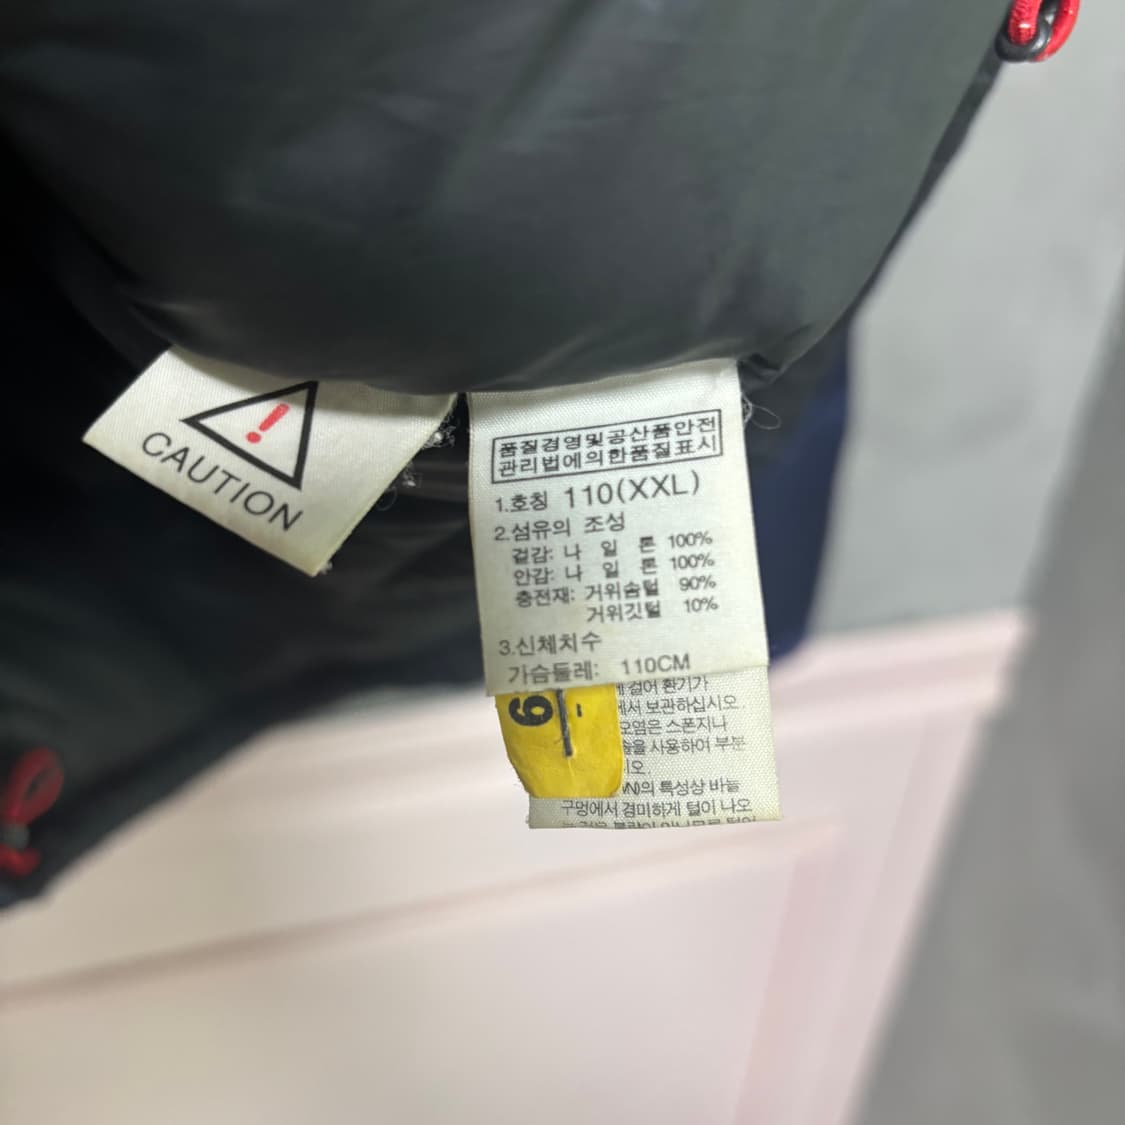 !
CAUTION
품질경영및공산품안전
관리법에의한품질표시
1.호칭 110(XXL)
2.섬유의 조성
겉감: 나 일 론 100%
안감: 나 일 론 100%
충전재: 거위솜털 90%
거위깃털 10%
3.신체치수
가슴둘레: 110CM
걸어 환기가
에서 보관하십시오.
오염은 스폰지나
을 사용하여 부분
오.
N)의 특성상 바늘
구멍에서 경미하게 털이 나오
9